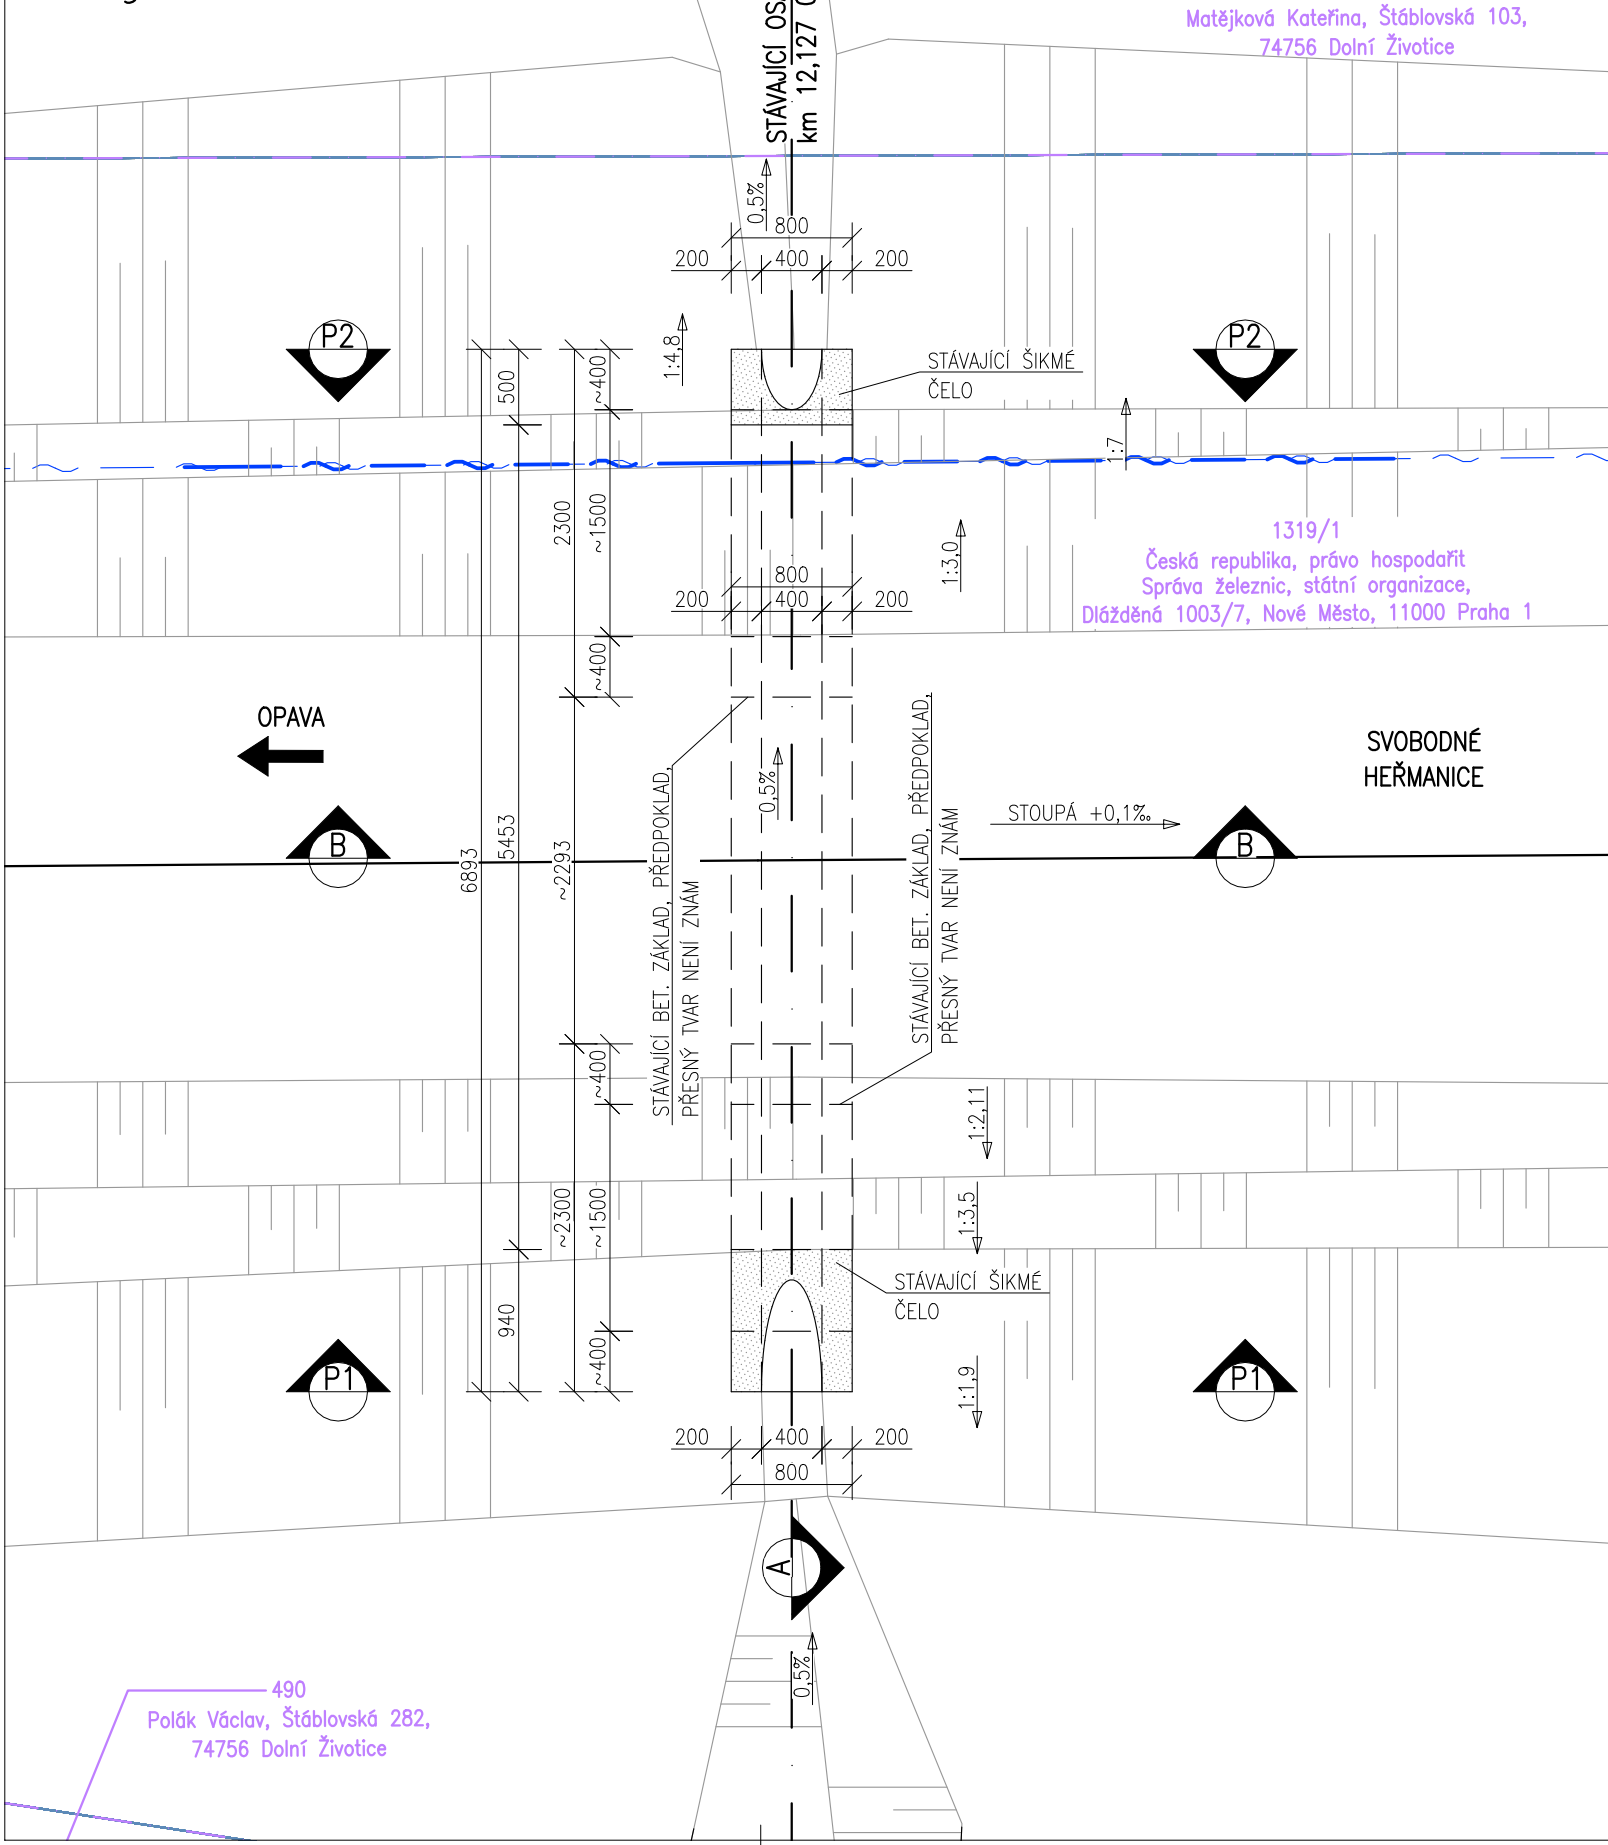 Matějková Kateřina, Štáblovská 103,
74756 Dolní Životice
km 12,127
0,5%
800
200
400
200
P2
P2
1:4,8
STÁVAJÍCÍ ŠIKMÉ
ČELO
500
~400
1:7
2300
~1500
1:3,0
1319/1
Česká republika, právo hospodařit
Správa železnic, státní organizace,
Dlážděná 1003/7, Nové Město, 11000 Praha 1
800
200
400
200
~400
OPAVA
SVOBODNÉ
HEŘMANICE
STÁVAJÍCÍ BET. ZÁKLAD, PŘEDPOKLAD,
PŘESNÝ TVAR NENÍ ZNÁM
0,5%
STÁVAJÍCÍ BET. ZÁKLAD, PŘEDPOKLAD,
PŘESNÝ TVAR NENÍ ZNÁM
STOUPÁ +0,1‰
B
B
6893
5453
~2293
~400
1:2,11
~2300
~1500
1:3,5
STÁVAJÍCÍ ŠIKMÉ
ČELO
940
~400
1:1,9
P1
P1
200
400
200
800
A
0,5%
490
Polák Václav, Štáblovská 282,
74756 Dolní Životice